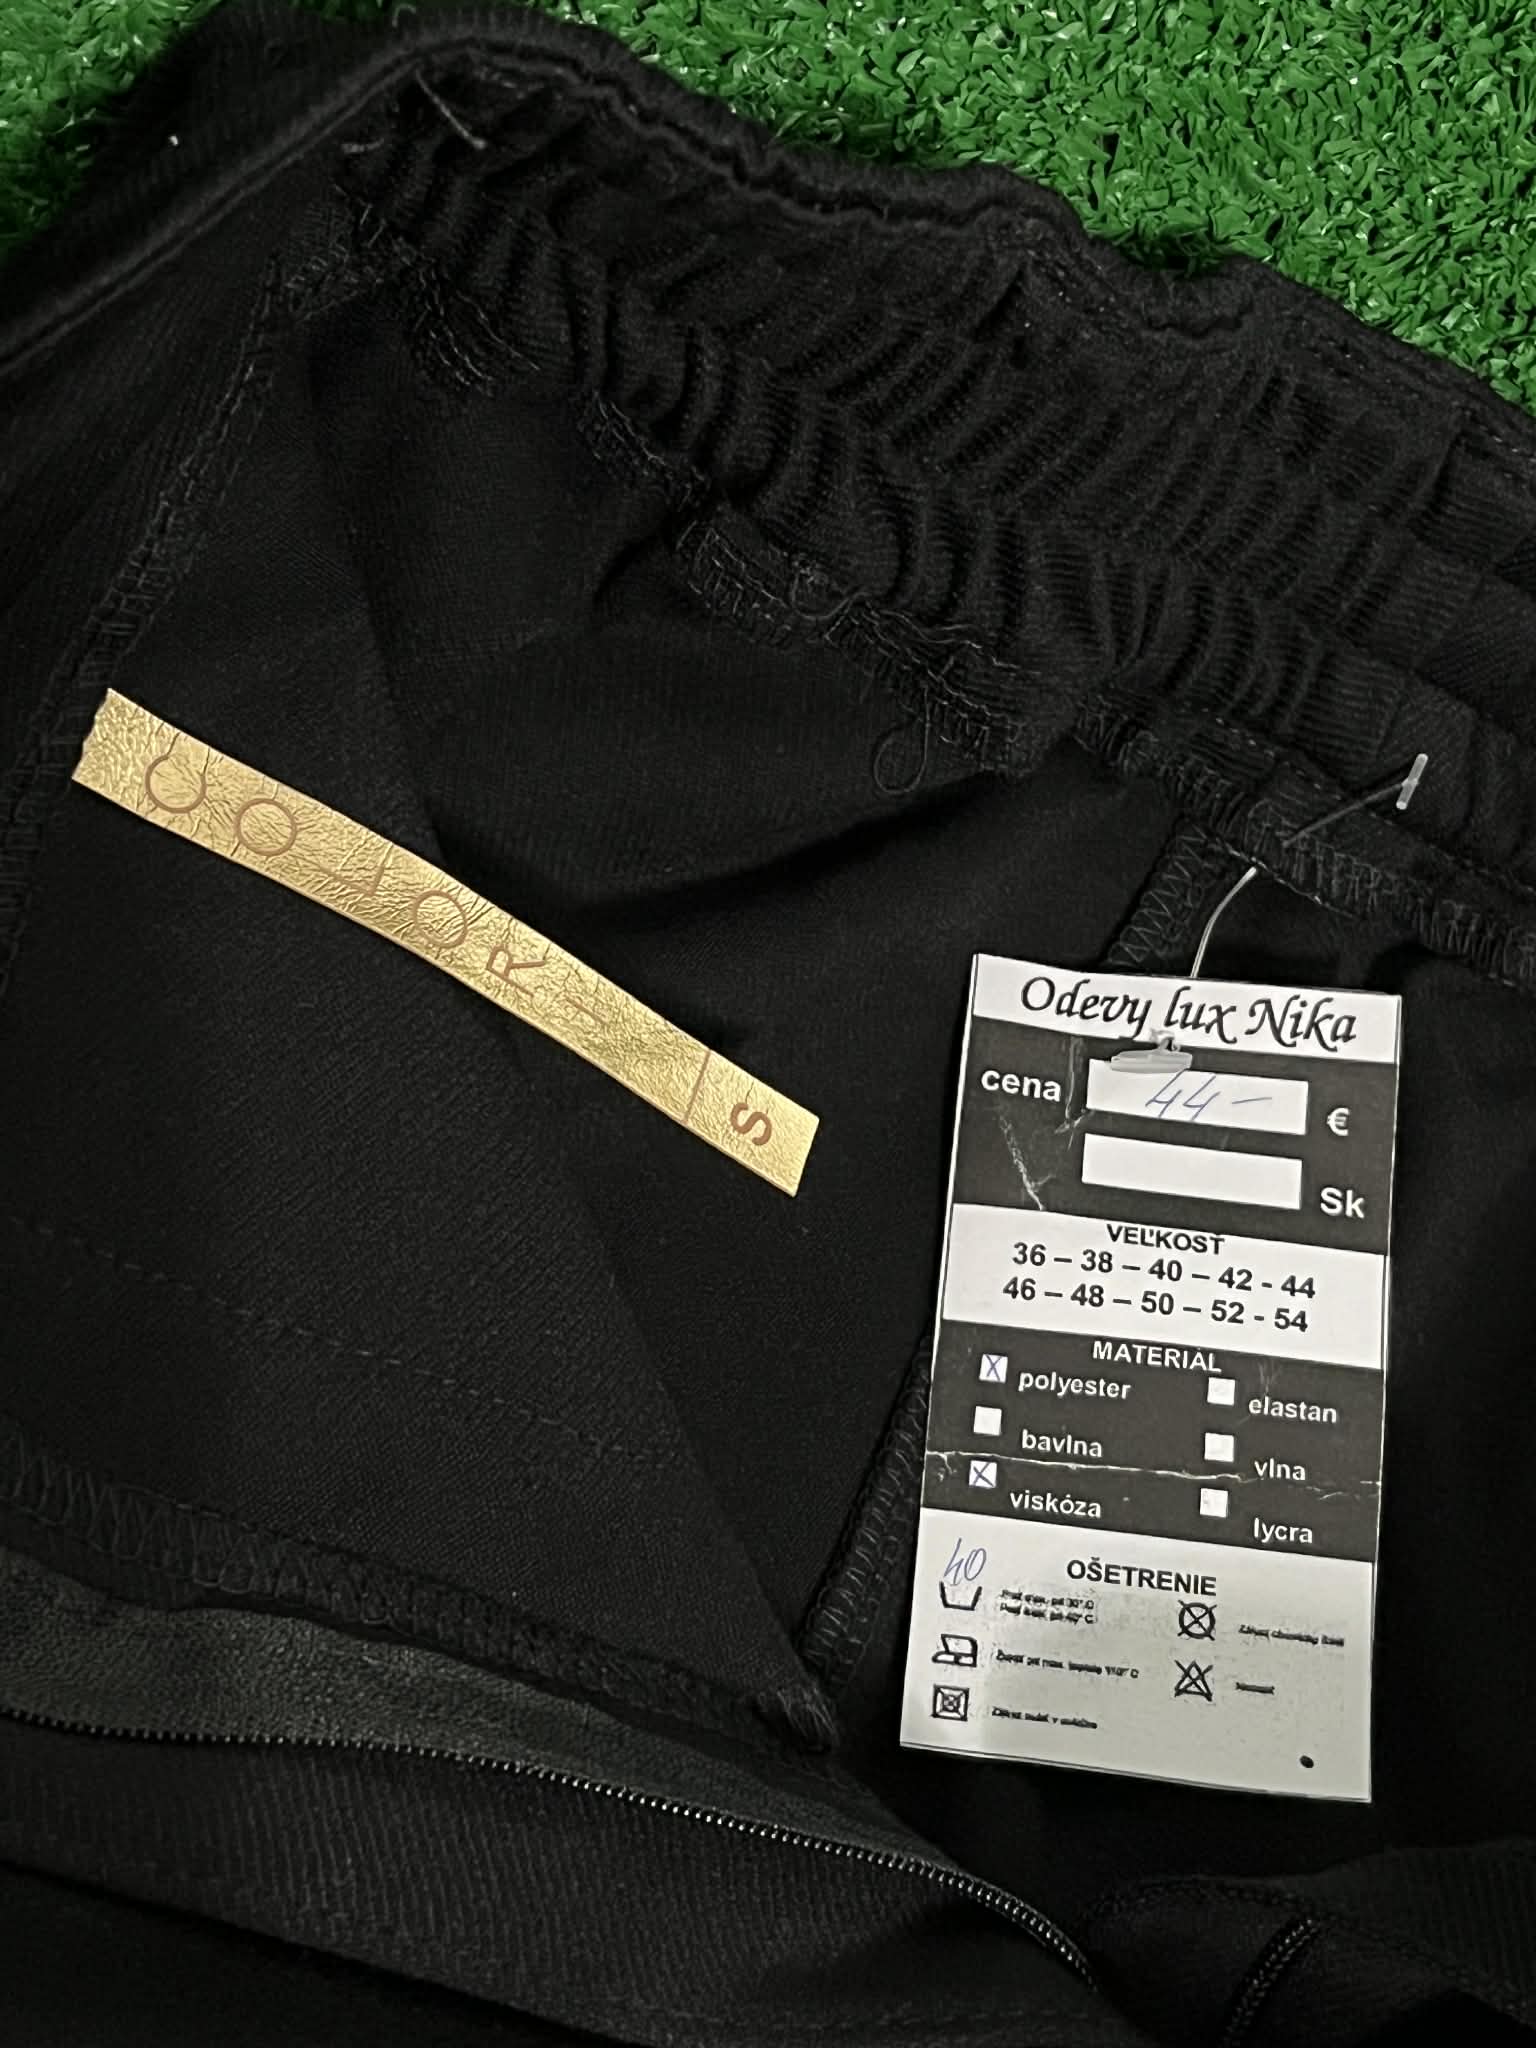 COLOR +
S
Odevy lux Nika
cena 44 – €
Sk
VEĽKOSŤ
36 – 38 – 40 – 42 - 44
46 – 48 – 50 – 52 - 54
MATERIÁL
polyester elastan
bavlna vlna
viskóza lycra
40
OŠETRENIE